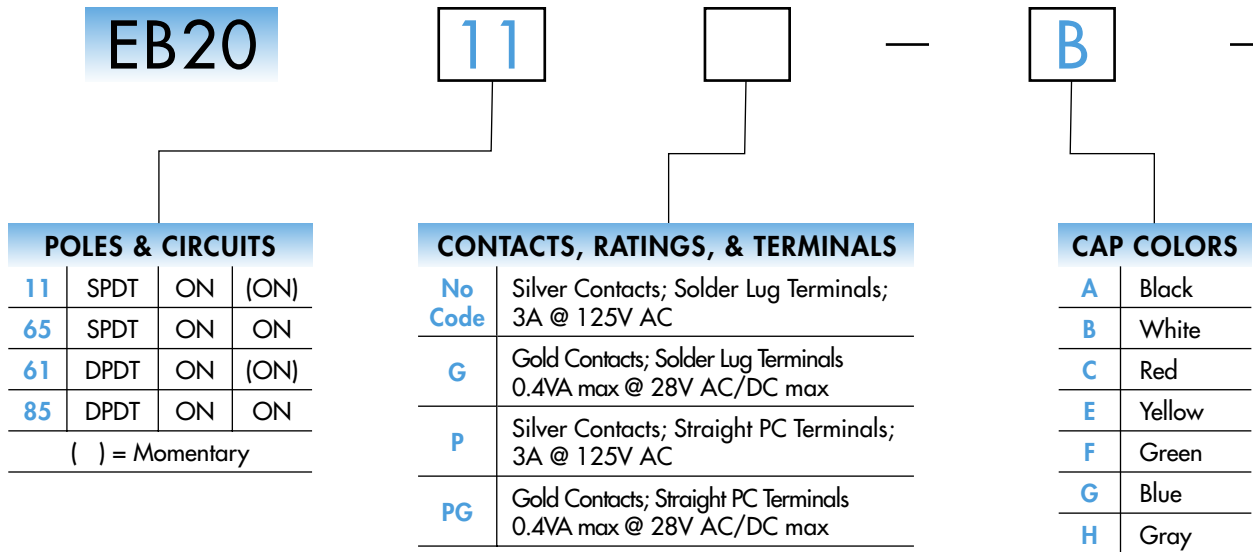 EB20 11 — B —
POLES & CIRCUITS
11 SPDT ON (ON)
65 SPDT ON ON
61 DPDT ON (ON)
85 DPDT ON ON
( ) = Momentary
CONTACTS, RATINGS, & TERMINALS
No Code Silver Contacts; Solder Lug Terminals;
3A @ 125V AC
G Gold Contacts; Solder Lug Terminals
0.4VA max @ 28V AC/DC max
P Silver Contacts; Straight PC Terminals;
3A @ 125V AC
PG Gold Contacts; Straight PC Terminals
0.4VA max @ 28V AC/DC max
CAP COLORS
A Black
B White
C Red
E Yellow
F Green
G Blue
H Gray